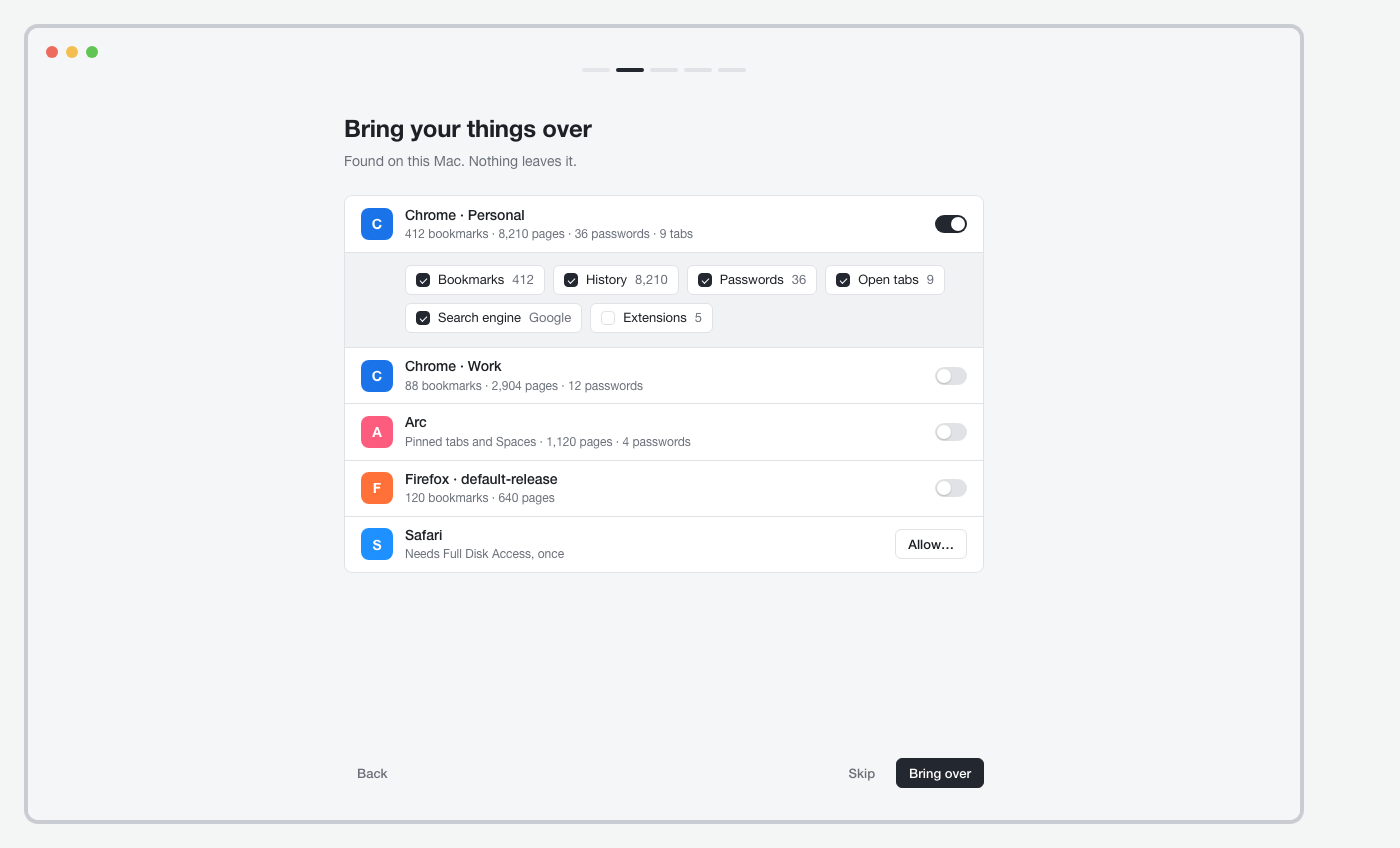 Bring your things over
Found on this Mac. Nothing leaves it.
C
Chrome · Personal
412 bookmarks · 8,210 pages · 36 passwords · 9 tabs
Bookmarks 412 History 8,210 Passwords 36 Open tabs 9
Search engine Google Extensions 5
C
Chrome · Work
88 bookmarks · 2,904 pages · 12 passwords
A
Arc
Pinned tabs and Spaces · 1,120 pages · 4 passwords
F
Firefox · default-release
120 bookmarks · 640 pages
S
Safari
Needs Full Disk Access, once
Allow...
Back Skip Bring over